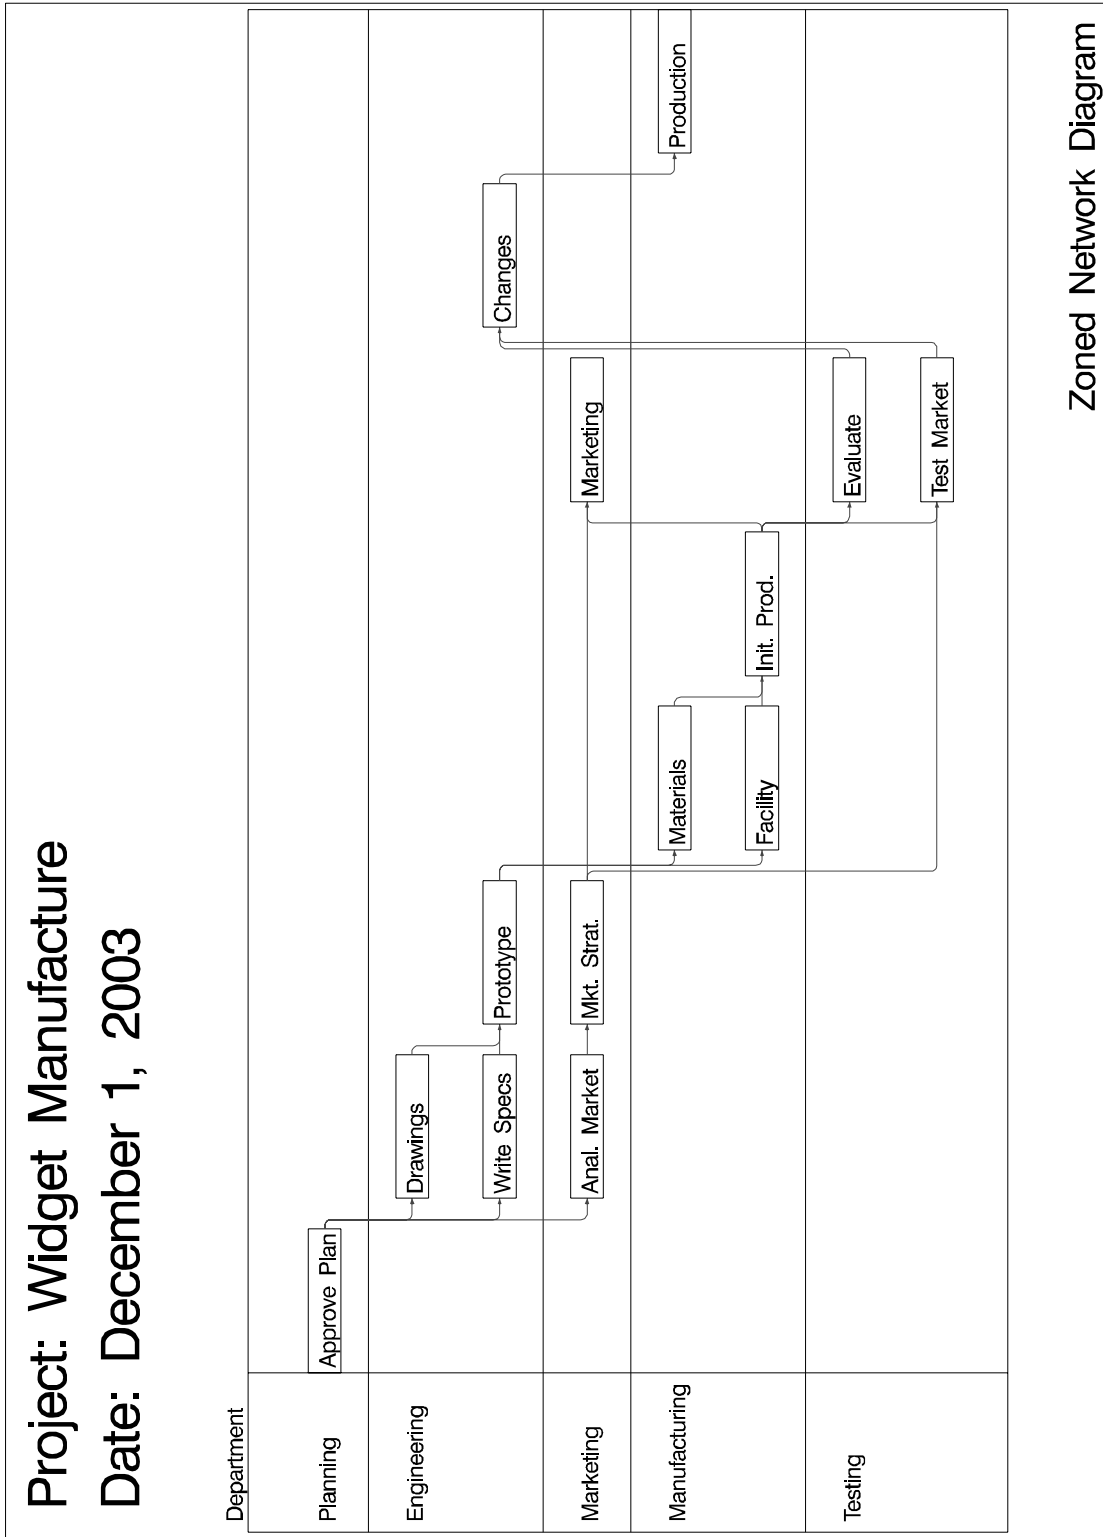 Project: Widget Manufacture
Date: December 1, 2003
Department
Planning
Approve Plan
Engineering
Drawings
Write Specs
Prototype
Changes
Marketing
Anal. Market
Mkt. Strat.
Marketing
Manufacturing
Materials
Production
Facility
Init. Prod.
Testing
Evaluate
Test Market
Zoned Network Diagram